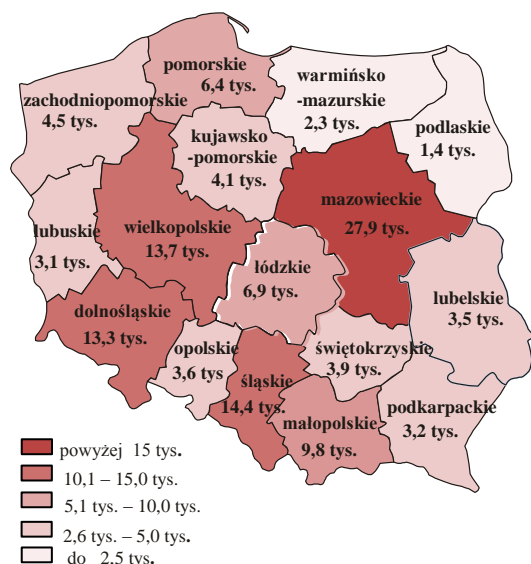 pomorskie
6,4 tys.
zachodniopomorskie
4,5 tys.
warmińsko
-mazurskie
2,3 tys.
podlaskie
1,4 tys.
kujawsko
-pomorskie
4,1 tys.
mazowieckie
27,9 tys.
lubuskie
3,1 tys.
wielkopolskie
13,7 tys.
łódzkie
6,9 tys.
lubelskie
3,5 tys.
dolnośląskie
13,3 tys.
opolskie
3,6 tys
śląskie
14,4 tys.
świętokrzyskie
3,9 tys.
małopolskie
9,8 tys.
podkarpackie
3,2 tys.
powyżej 15 tys.
10,1 – 15,0 tys.
5,1 tys. – 10,0 tys.
2,6 tys. – 5,0 tys.
do 2,5 tys.